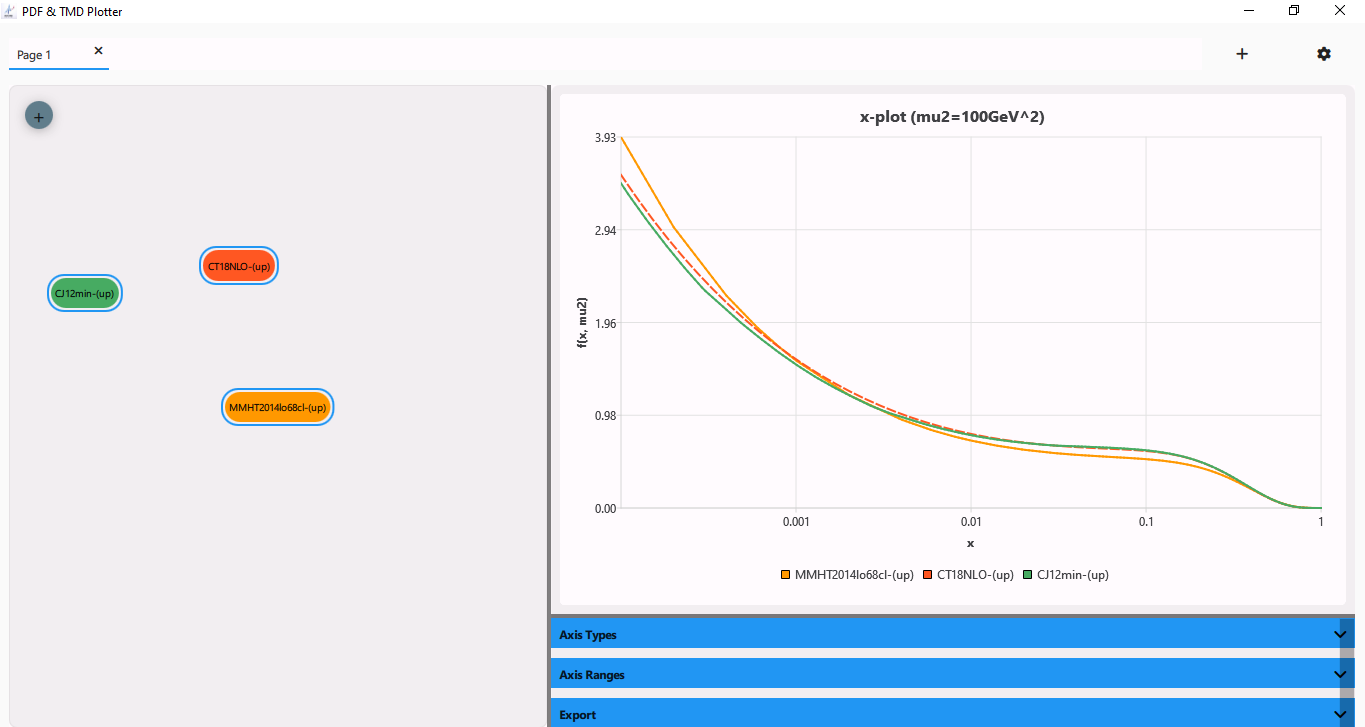 PDF & TMD Plotter
Page 1
CT18NLO-(up)
CJ12min-(up)
MMHT2014lo68cl-(up)
x-plot (mu2=100GeV^2)
3.93
2.94
1.96
0.98
0.00
f(x, mu2)
0.001
0.01
0.1
1
x
MMHT2014lo68cl-(up)
CT18NLO-(up)
CJ12min-(up)
Axis Types
Axis Ranges
Export